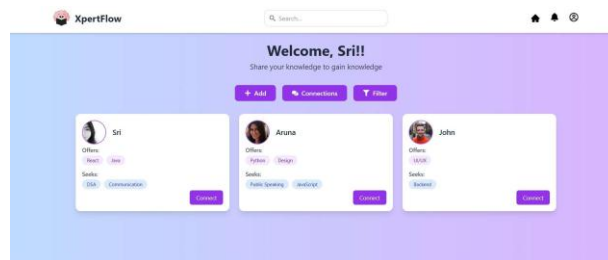 XpertFlow
Search..
Welcome, Sri!!
Share your knowledge to gain knowledge
+ Add
Connections
Filter
Sri
Offers:
React
Java
Seeks:
DSA
Communication
Connect
Aruna
Offers:
Python
Design
Seeks:
Public Speaking
JavaScript
Connect
John
Offers:
UI/UX
Seeks:
Backend
Connect